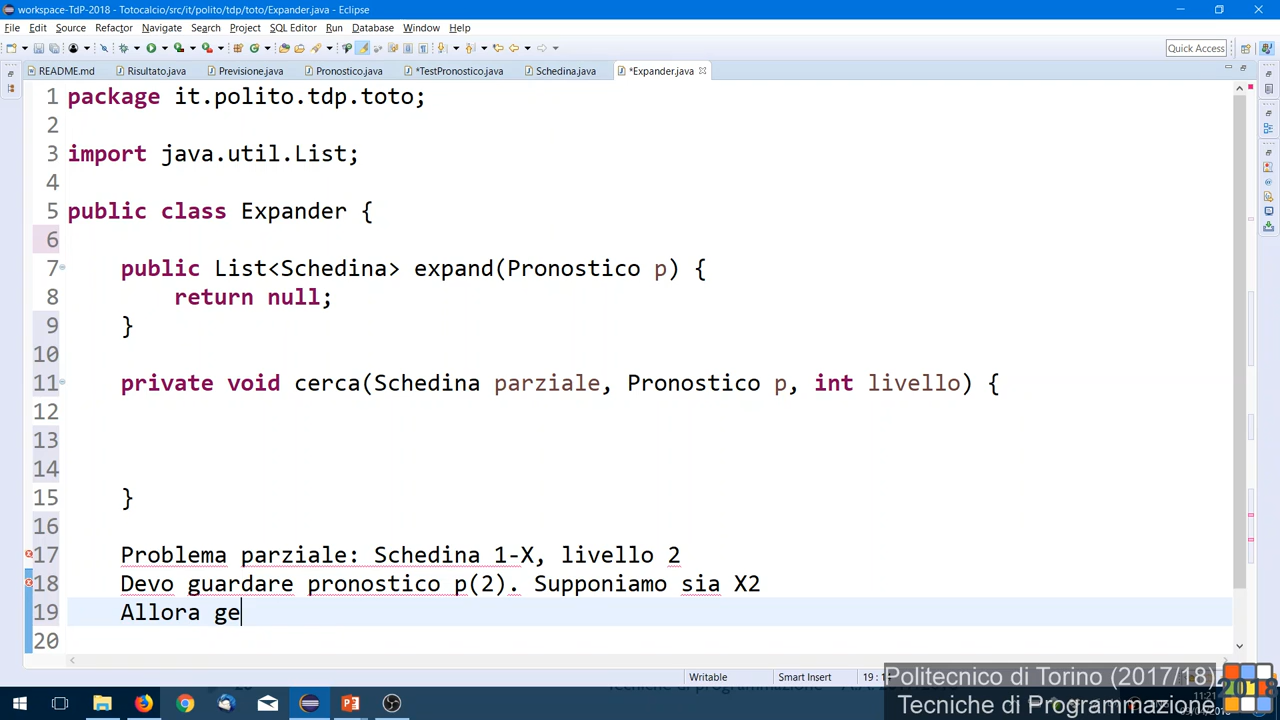 workspace-TdP-2018 - Totocalcio/src/it/polito/tdp/toto/Expander.java - Eclipse
File Edit Source Refactor Navigate Search Project SQL Editor Run Database Window Help
Quick Access
README.md Risultato.java Previsione.java Pronostico.java *TestPronostico.java Schedina.java *Expander.java
1 package it.polito.tdp.toto;
2
3 import java.util.List;
4
5 public class Expander {
6
7 public List<Schedina> expand(Pronostico p) {
8 return null;
9 }
10
11 private void cerca(Schedina parziale, Pronostico p, int livello) {
12
13
14
15 }
16
17 Problema parziale: Schedina 1-X, livello 2
18 Devo guardare pronostico p(2). Supponiamo sia X2
19 Allora ge
20
Writable Smart Insert
Politecnico di Torino (2017/18)
Tecniche di Programmazione
2018
11:21